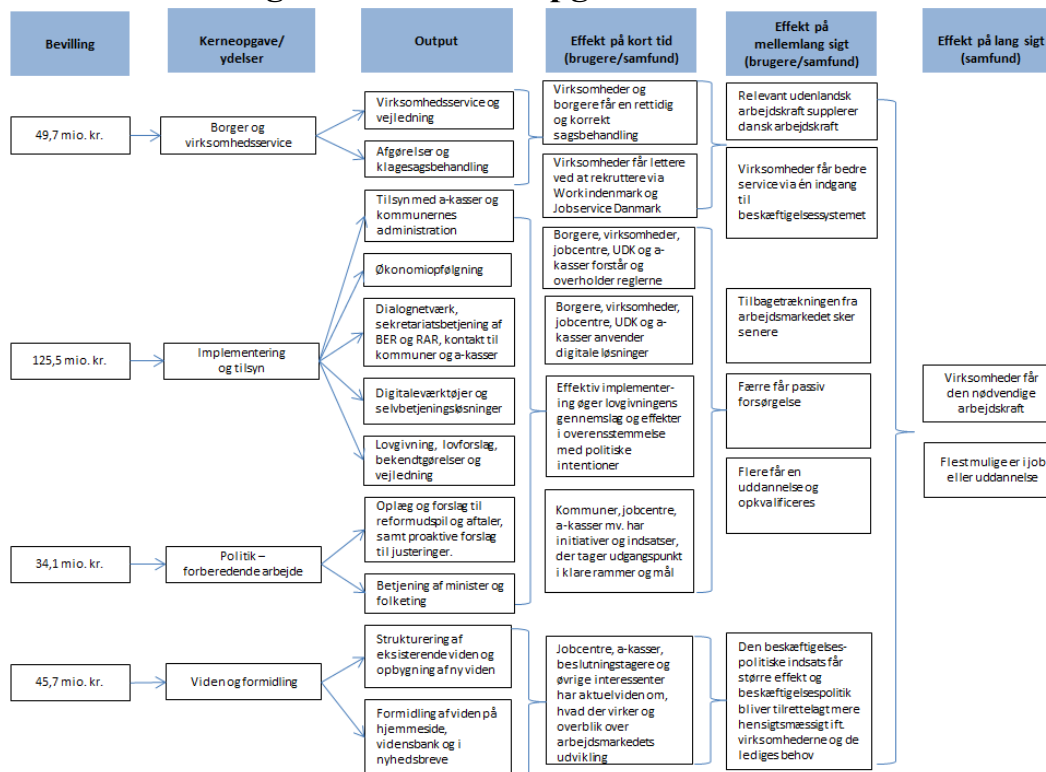 Bevilling
Kerneopgave/
ydelser
Output
Effekt på kort tid
(brugere/samfund)
Effekt på
mellemlang sigt
(brugere/samfund)
Effekt på lang sigt
(samfund)
49,7 mio. kr.
Borger og
virksomhedsservice
Virksomhedsservice og
vejledning
Afgørelser og
klagesagsbehandling
Virksomheder og
borgere får en rettidig
og korrekt
sagsbehandling
Virksomheder får lettere
ved at rekruttere via
Workindenmark og
Jobservice Danmark
Relevant udenlandsk
arbejdskraft supplerer
dansk arbejdskraft
Virksomheder får bedre
service via én indgang
til
beskæftigelsessystemet
125,5 mio. kr.
Implementering
og tilsyn
Tilsyn med a-kasser og
kommunernes
administration
Økonomiopfølgning
Dialognetværk,
sekretariatsbetjening af
BER og RAR, kontakt til
kommuner og a-kasser
Digitaleværktøjer og
selvbetjeningsløsninger
Lovgivning, lovforslag,
bekendtgørelser og
vejledning
Borgere, virksomheder,
jobcentre, UDK og a-
kasser forstår og
overholder reglerne
Borgere, virksomheder,
jobcentre, UDK og a-
kasser anvender
digitale løsninger
Effektiv implemente-
ring øger lovgivningens
gennemslag og effekter
i overensstemmelse
med politiske
intentioner
Kommuner, jobcentre,
a-kasser mv. har
initiativer og indsatser,
der tager udgangspunkt
i klare rammer og mål
Tilbagetrækningen fra
arbejdsmarkedet sker
senere
Færre får passiv
forsørgelse
Flere får en
uddannelse og
opkvalificeres
Virksomheder får
den nødvendige
arbejdskraft
Flest mulige er i job
eller uddannelse
34,1 mio. kr.
Politik –
forberedende arbejde
Oplæg og forslag til
reformudspil og aftaler,
samt proaktive forslag
til justeringer.
Betjening af minister og
folketing
45,7 mio. kr.
Viden og formidling
Strukturering af
eksisterende viden og
opbygning af ny viden
Formidling af viden på
hjemmeside,
vidensbank og i
nyhedsbreve
Jobcentre, a-kasser,
beslutningstagere og
øvrige interessenter
har aktuel viden om,
hvad der virker og
overblik over
arbejdsmarkedets
udvikling
Den beskæftigelses-
politiske indsats får
større effekt og
beskæftigelsespolitik
bliver tilrettelagt mere
hensigtsmæssigt ift.
virksomhederne og de
lediges behov